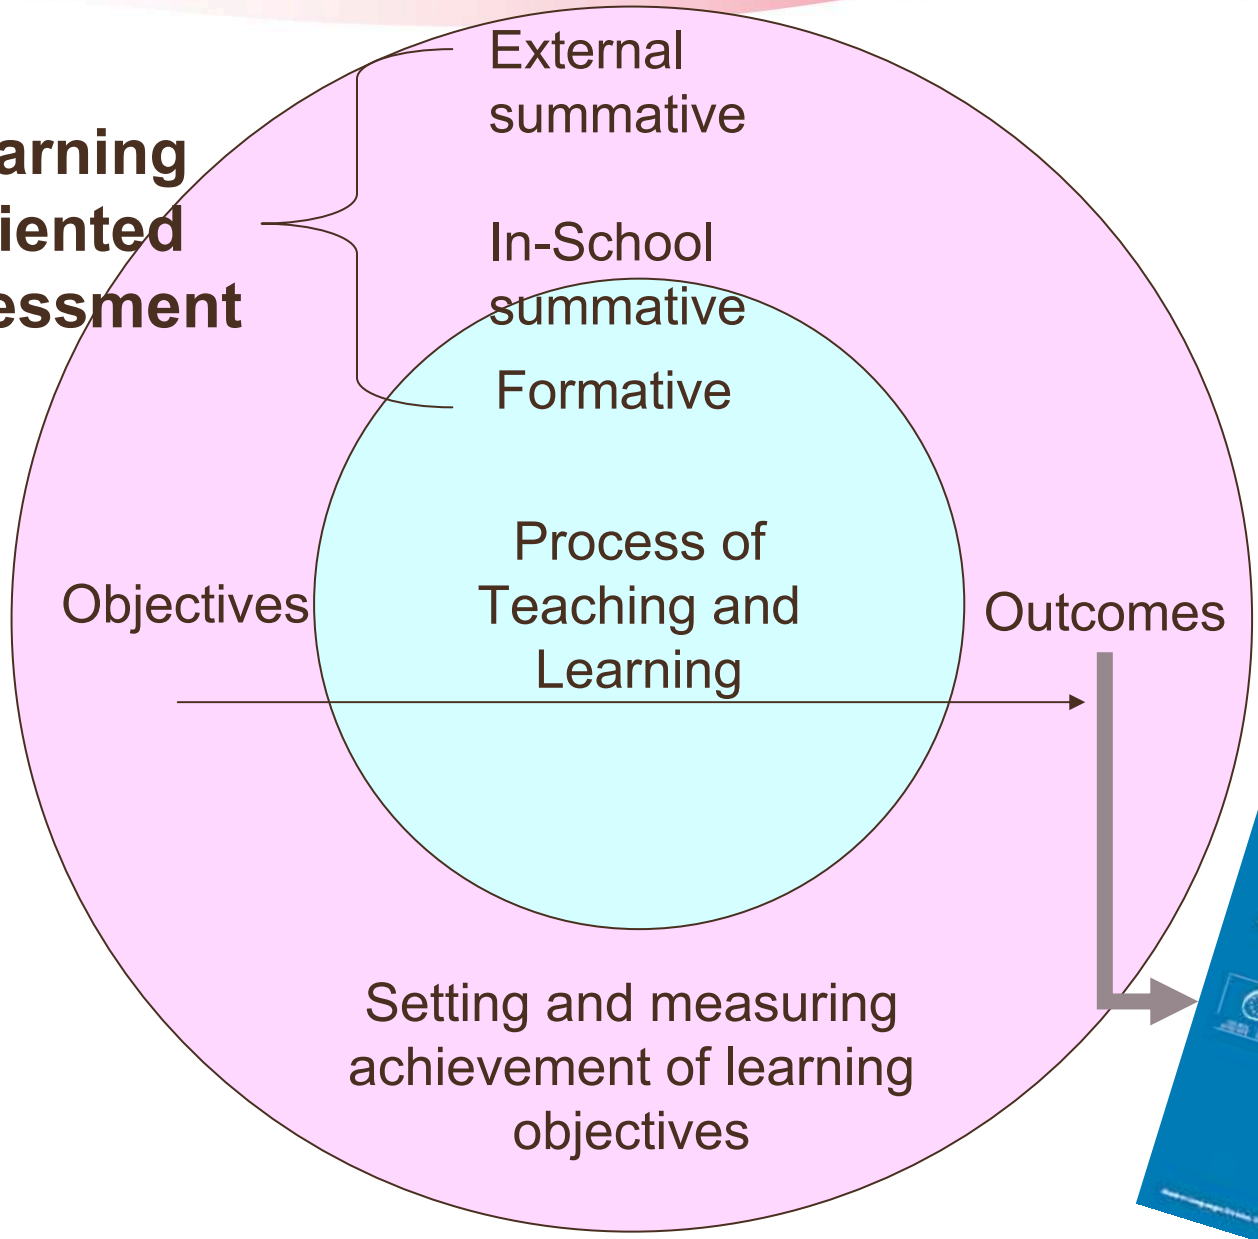 External
summative
arning
iented
essment
In-School
summative
Formative
Process of
Teaching and
Learning
Objectives
Outcomes
Setting and measuring
achievement of learning
objectives